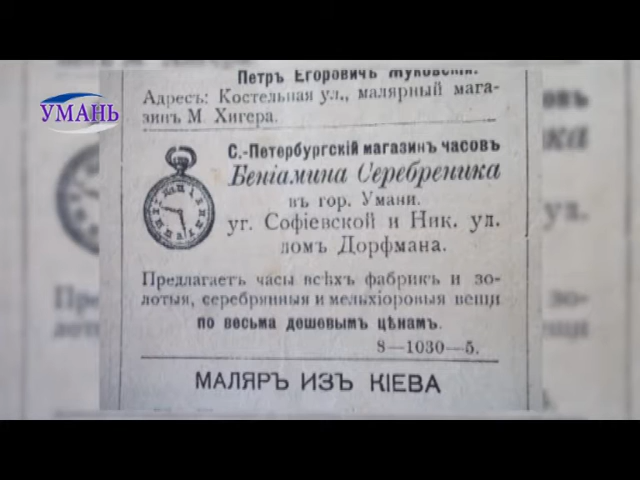 УМАНЬ
Петръ Егоровичъ Жуковскій.
Адресъ: Костельная ул., малярный мага-
зинъ М. Хигера.
С.-Петербургскій магазинъ часовъ
Веніамина Серебреника
въ гор. Умани.
уг. Софіевской и Ник. ул.
домъ Дорфмана.
Предлагаетъ часы всѣхъ фабрикъ и зо-
лотыя, серебрянныя и мельхіоровыя вещи
по весьма дешевымъ цѣнамъ.
8—1030—5.
МАЛЯРЪ ИЗЪ КІЕВА